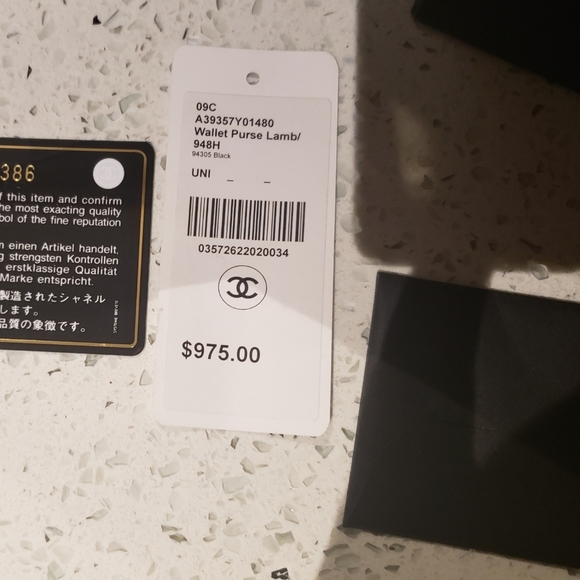 09C
A39357Y01480
Wallet Purse Lamb/
948H
94305 Black
UNI _ _
03572622020034
$975.00
386
f this item and confirm
he most exacting quality
bol of the fine reputation
n einen Artikel handelt,
g strengsten Kontrollen
erstklassige Qualität
Marke entspricht.
製造されたシャネル
します。
品質の象徴です。